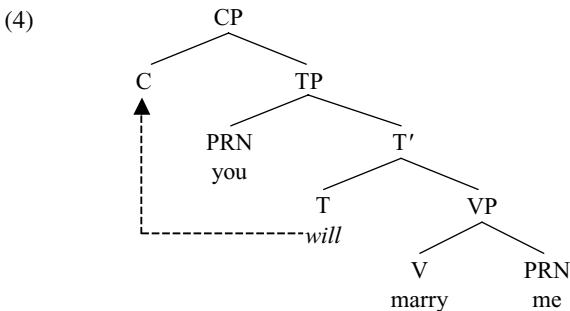 (4) CP
C TP
PRN T′
you
T VP
will
V PRN
marry me